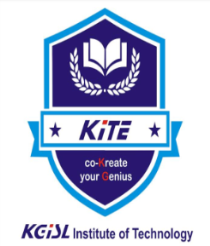 KiTE
co-Kreate
your Genius
KGiSL Institute of Technology